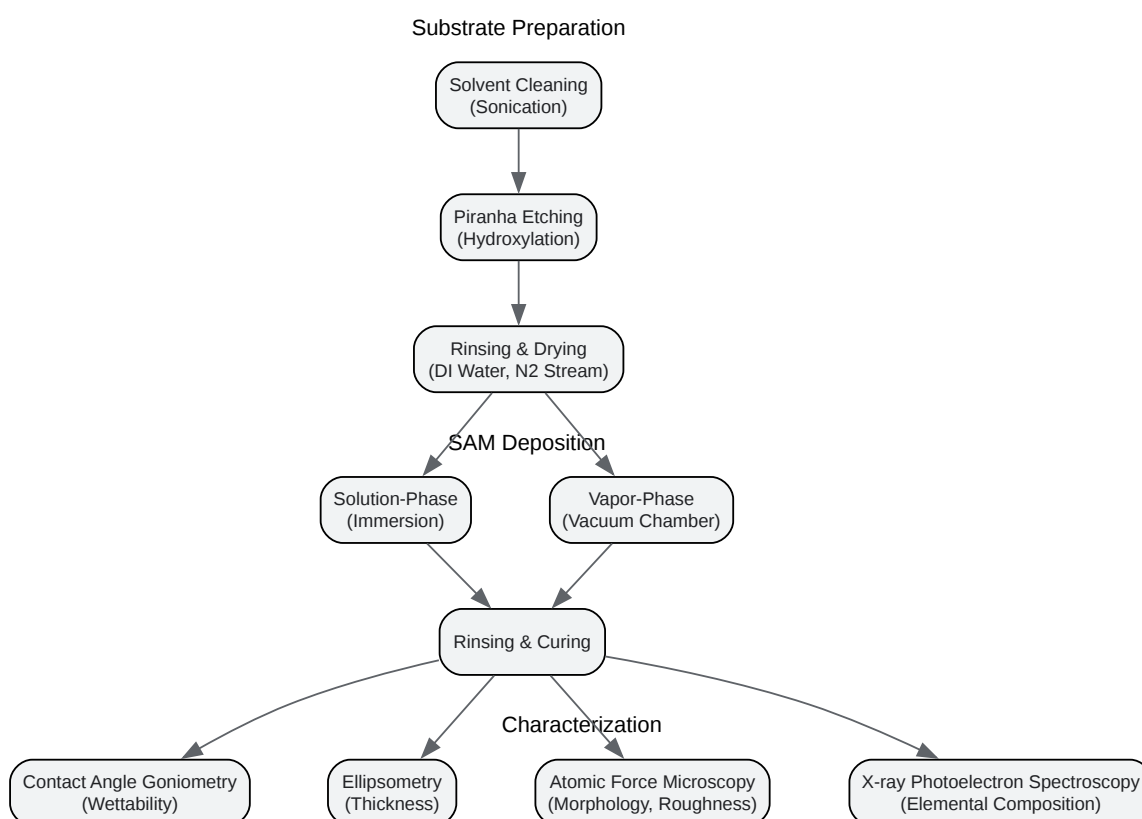 Substrate Preparation
Solvent Cleaning
(Sonication)
Piranha Etching
(Hydroxylation)
Rinsing & Drying
(DI Water, N2 Stream)
SAM Deposition
Solution-Phase
(Immersion)
Vapor-Phase
(Vacuum Chamber)
Rinsing & Curing
Characterization
Contact Angle Goniometry
(Wettability)
Ellipsometry
(Thickness)
Atomic Force Microscopy
(Morphology, Roughness)
X-ray Photoelectron Spectroscopy
(Elemental Composition)